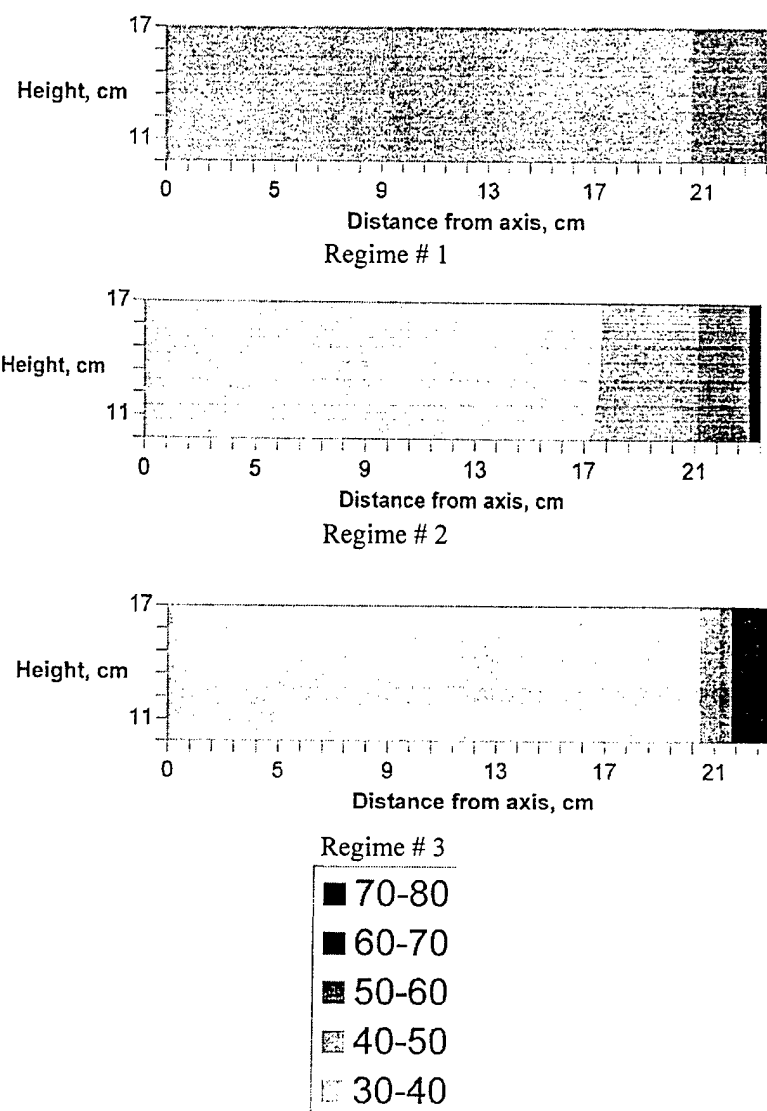 17
Height, cm
11
0 5 9 13 17 21
Distance from axis, cm
Regime # 1
17
Height, cm
11
0 5 9 13 17 21
Distance from axis, cm
Regime # 2
17
Height, cm
11
0 5 9 13 17 21
Distance from axis, cm
Regime # 3
70-80
60-70
50-60
40-50
30-40